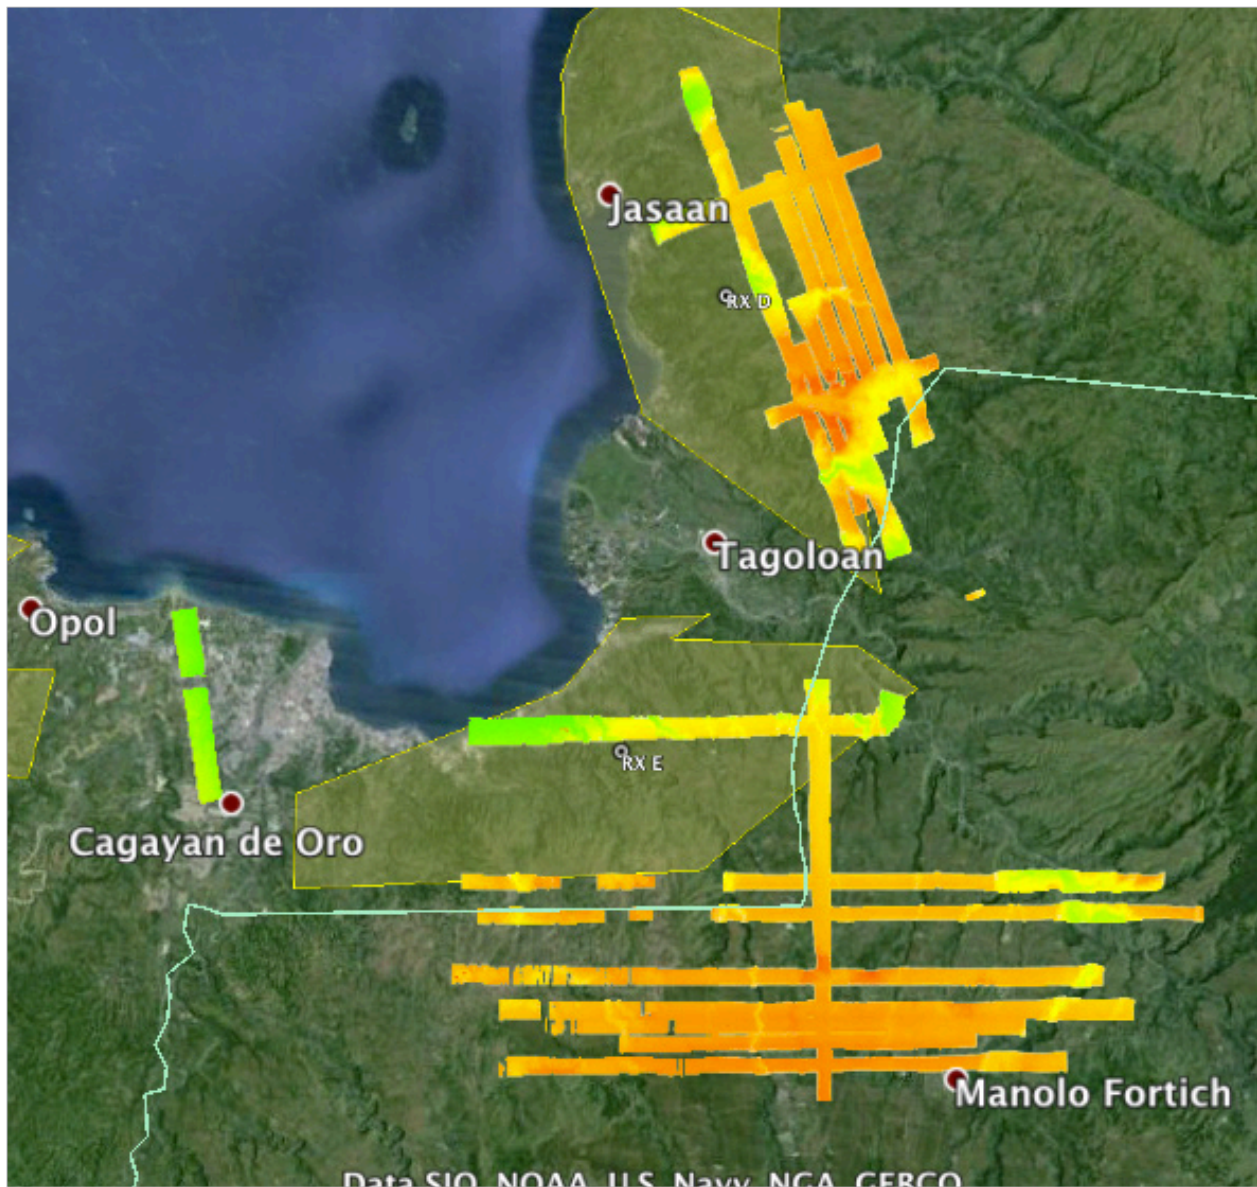 Jasaan
RX D
Tagoloan
Opol
RX E
Cagayan de Oro
Manolo Fortich
Data SIO, NOAA, U.S. Navy, NGA, GEBCO